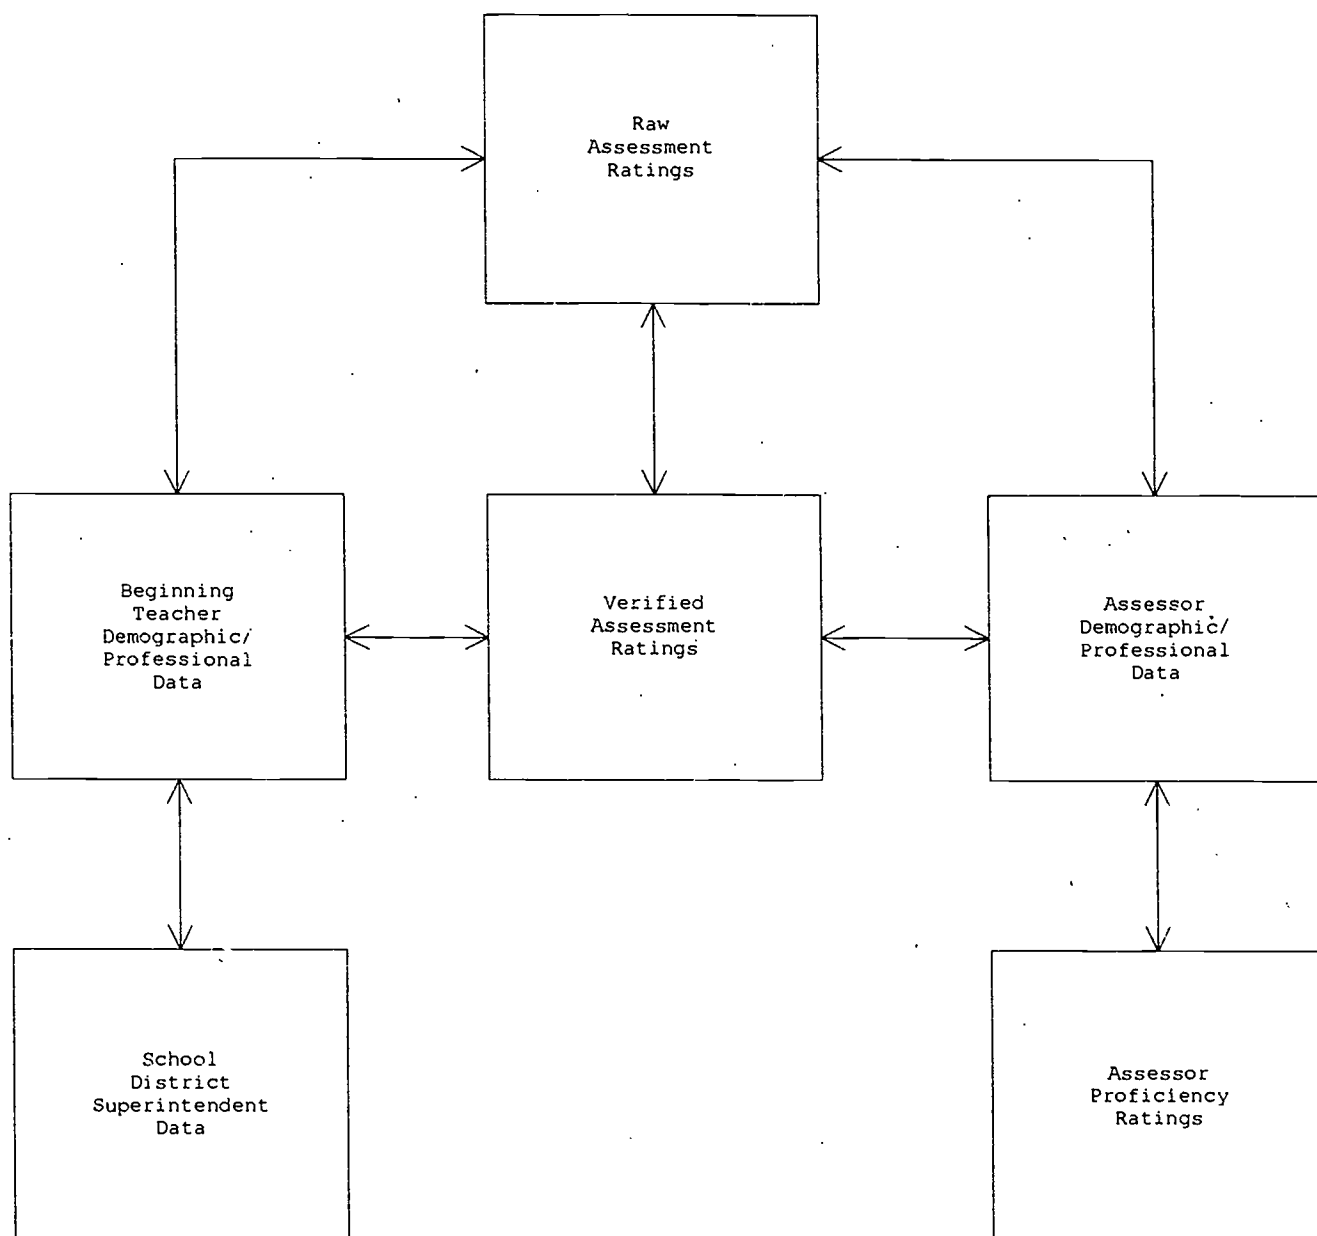 Raw
Assessment
Ratings
Beginning
Teacher
Demographic/
Professional
Data
Verified
Assessment
Ratings
Assessor
Demographic/
Professional
Data
School
District
Superintendent
Data
Assessor
Proficiency
Ratings